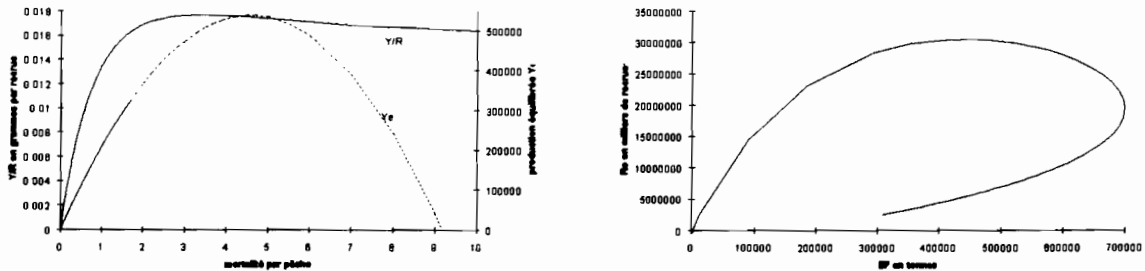 0 018
0 016
0 014
0 012
0 01
0 008
0 006
0 004
0 002
0
Y/R en grammes par recrue
0 1 2 3 4 5 6 7 8 9 10
mortalité par pêche
Y/R
Ye
500000
400000
300000
200000
100000
0
production équilibrée
35000000
30000000
25000000
20000000
15000000
10000000
5000000
0
en milliers de recrues
0 100000 200000 300000 400000 500000 600000 700000
en tonnes